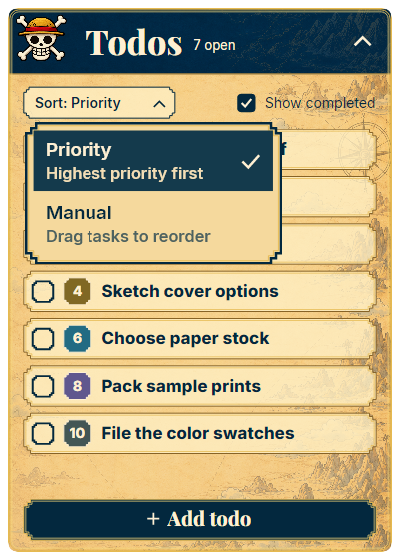 Todos 7 open
Sort: Priority Show completed
Priority
Highest priority first
Manual
Drag tasks to reorder
4 Sketch cover options
6 Choose paper stock
8 Pack sample prints
10 File the color swatches
+ Add todo